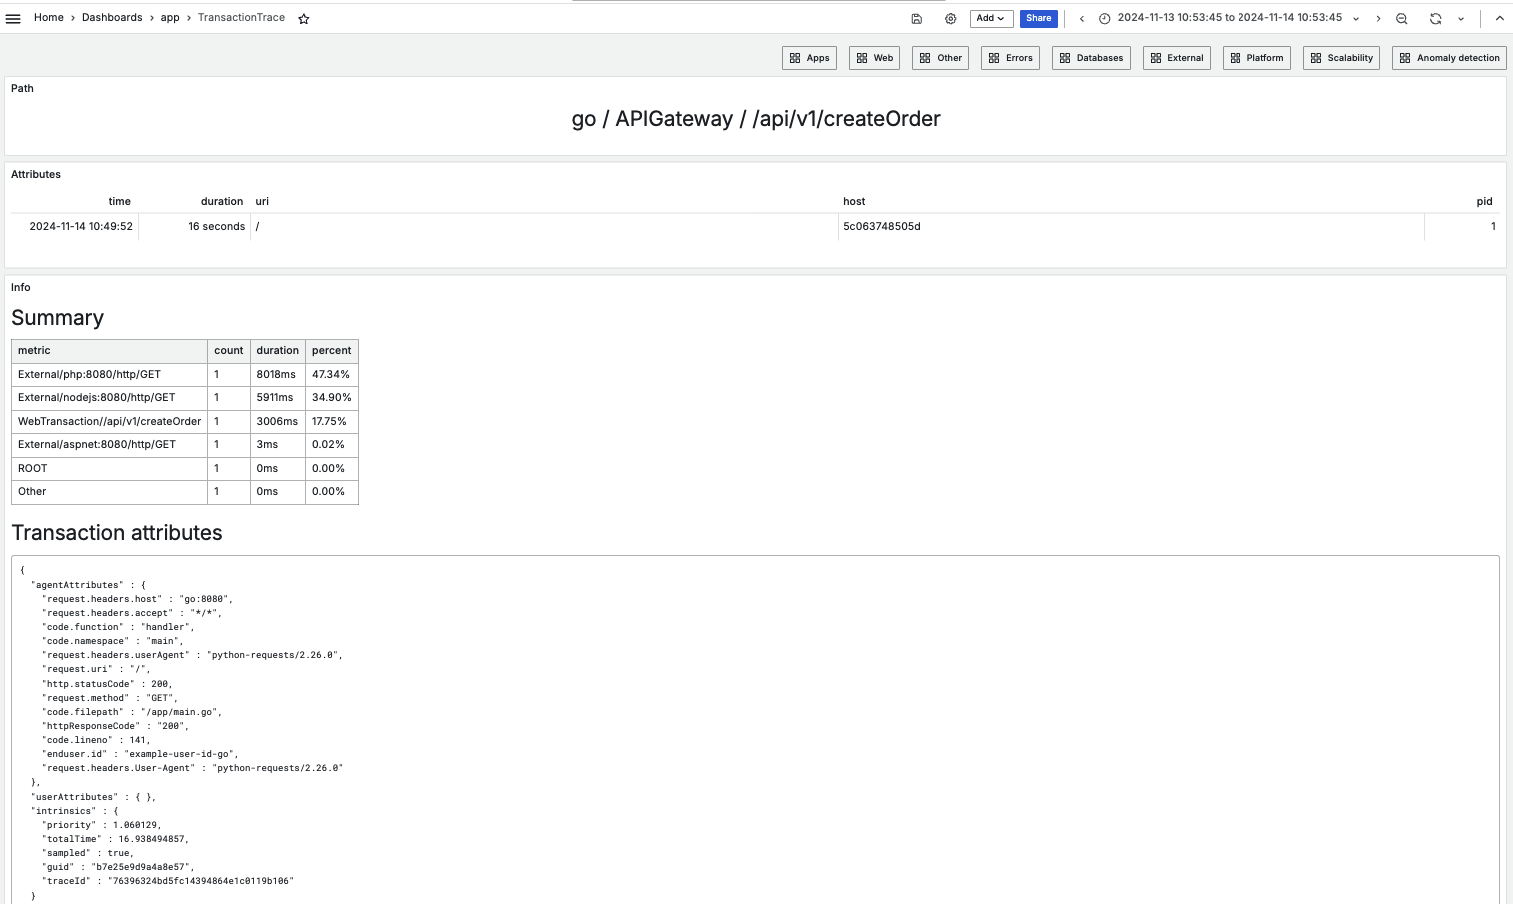 Home › Dashboards › app › TransactionTrace
Add
Share
2024-11-13 10:53:45 to 2024-11-14 10:53:45
Apps
Web
Other
Errors
Databases
External
Platform
Scalability
Anomaly detection
Path
go / APIGateway / /api/v1/createOrder
Attributes
time duration uri host pid
2024-11-14 10:49:52 16 seconds / 5c063748505d 1
Info
Summary
metric count duration percent
External/php:8080/http/GET 1 8018ms 47.34%
External/nodejs:8080/http/GET 1 5911ms 34.90%
WebTransaction//api/v1/createOrder 1 3006ms 17.75%
External/aspnet:8080/http/GET 1 3ms 0.02%
ROOT 1 0ms 0.00%
Other 1 0ms 0.00%
Transaction attributes
{
"agentAttributes" : {
"request.headers.host" : "go:8080",
"request.headers.accept" : "*/*",
"code.function" : "handler",
"code.namespace" : "main",
"request.headers.userAgent" : "python-requests/2.26.0",
"request.uri" : "/",
"http.statusCode" : 200,
"request.method" : "GET",
"code.filepath" : "/app/main.go",
"httpResponseCode" : "200",
"code.lineno" : 141,
"enduser.id" : "example-user-id-go",
"request.headers.User-Agent" : "python-requests/2.26.0"
},
"userAttributes" : { },
"intrinsics" : {
"priority" : 1.060129,
"totalTime" : 16.938494857,
"sampled" : true,
"guid" : "b7e25e9d9a4a8e57",
"traceId" : "76396324bd5fc14394864e1c0119b106"
}